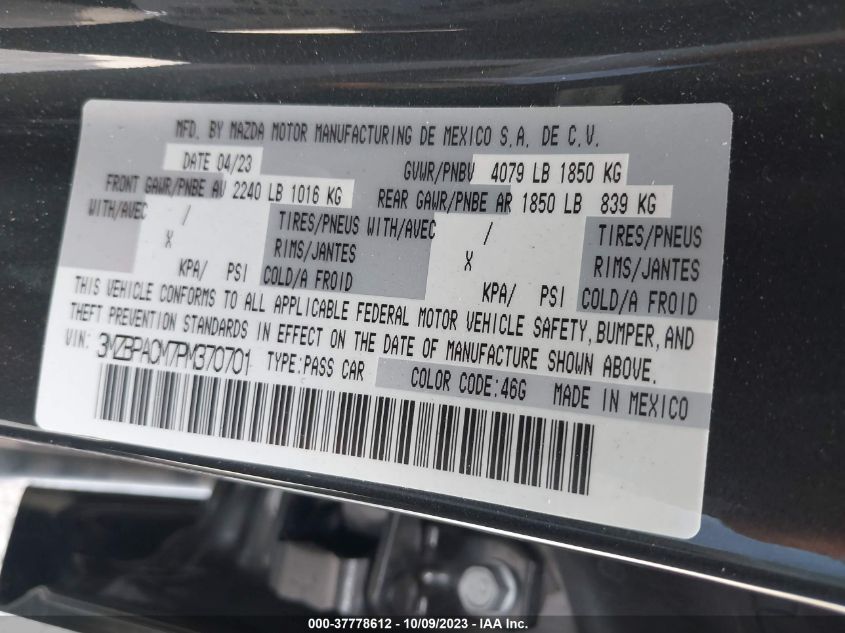 MFD. BY MAZDA MOTOR MANUFACTURING DE MEXICO S.A. DE C.V.
DATE 04/23 GVWR/PNBV 4079 LB 1850 KG
FRONT GAWR/PNBE AV 2240 LB 1016 KG REAR GAWR/PNBE AR 1850 LB 839 KG
WITH/AVEC / TIRES/PNEUS WITH/AVEC / TIRES/PNEUS
X RIMS/JANTES X RIMS/JANTES
KPA/ PSI COLD/A FROID KPA/ PSI COLD/A FROID
THIS VEHICLE CONFORMS TO ALL APPLICABLE FEDERAL MOTOR VEHICLE SAFETY, BUMPER, AND
THEFT PREVENTION STANDARDS IN EFFECT ON THE DATE OF MANUFACTURE SHOWN ABOVE.
VIN: 3MZBPACM7PM370701 TYPE:PASS CAR COLOR CODE:46G MADE IN MEXICO
000-37778612 - 10/09/2023 - IAA Inc.